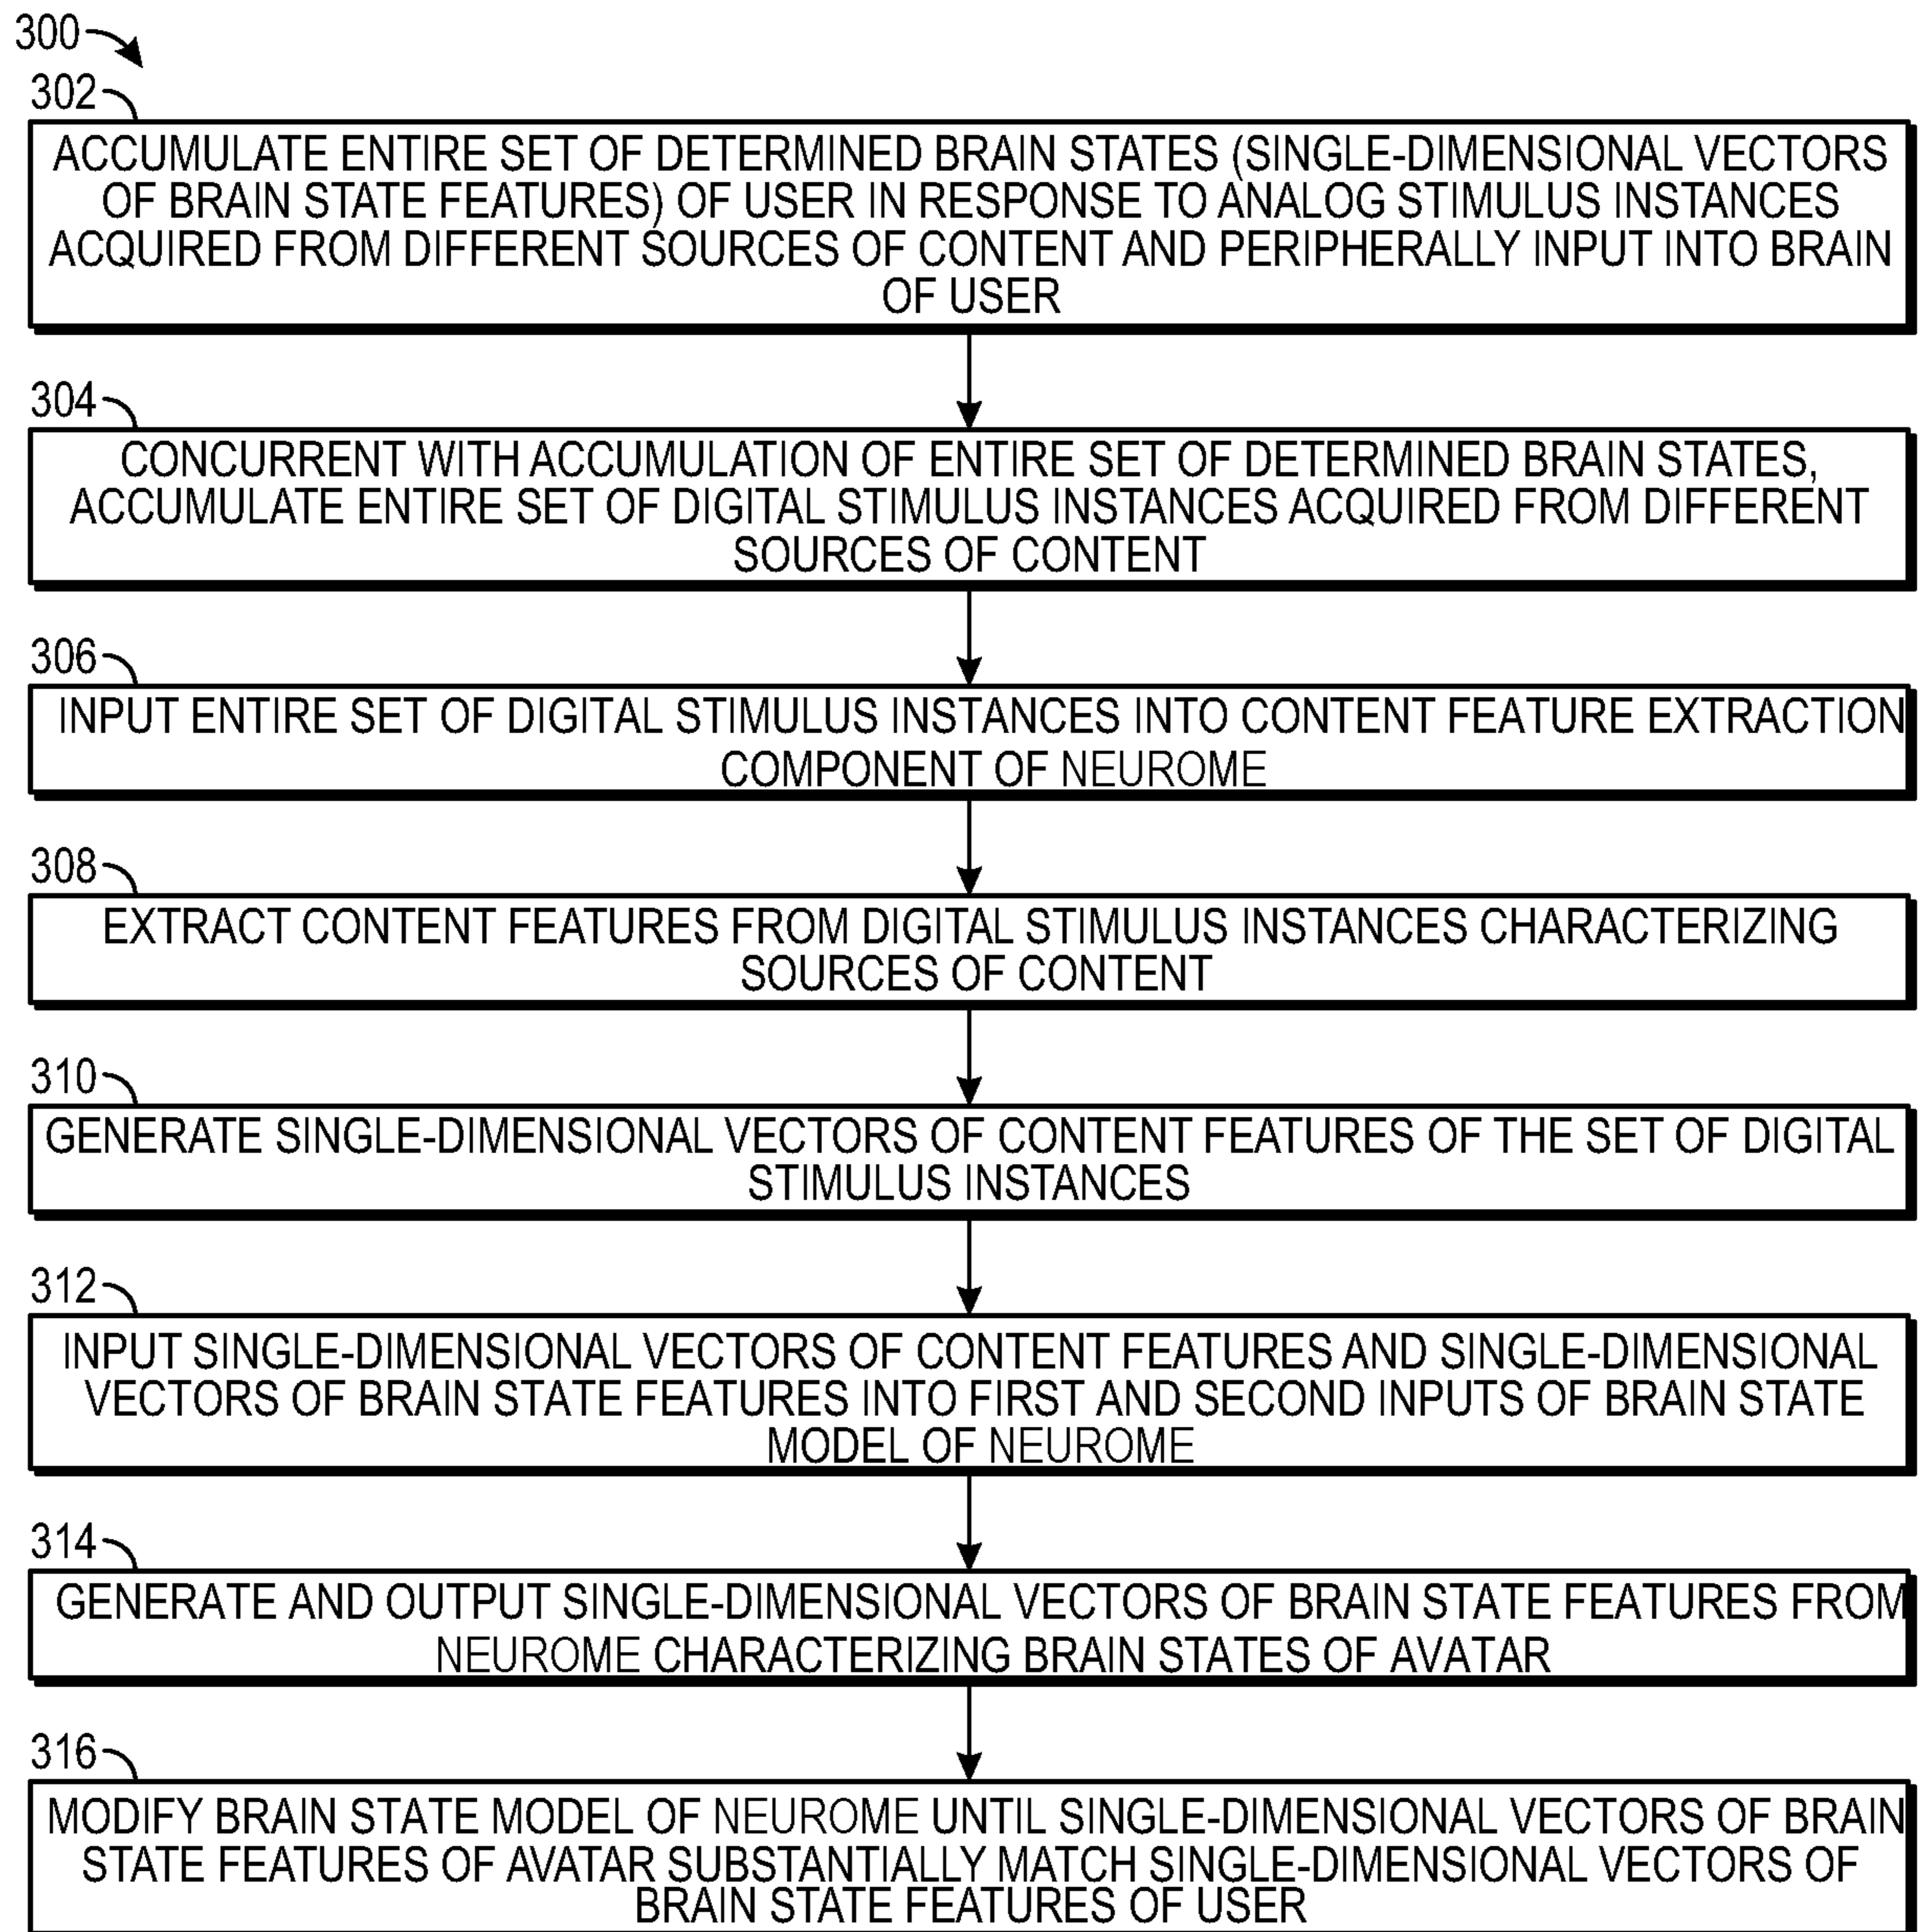 300
302
ACCUMULATE ENTIRE SET OF DETERMINED BRAIN STATES (SINGLE-DIMENSIONAL VECTORS
OF BRAIN STATE FEATURES) OF USER IN RESPONSE TO ANALOG STIMULUS INSTANCES
ACQUIRED FROM DIFFERENT SOURCES OF CONTENT AND PERIPHERALLY INPUT INTO BRAIN
OF USER
304
CONCURRENT WITH ACCUMULATION OF ENTIRE SET OF DETERMINED BRAIN STATES,
ACCUMULATE ENTIRE SET OF DIGITAL STIMULUS INSTANCES ACQUIRED FROM DIFFERENT
SOURCES OF CONTENT
306
INPUT ENTIRE SET OF DIGITAL STIMULUS INSTANCES INTO CONTENT FEATURE EXTRACTION
COMPONENT OF NEUROME
308
EXTRACT CONTENT FEATURES FROM DIGITAL STIMULUS INSTANCES CHARACTERIZING
SOURCES OF CONTENT
310
GENERATE SINGLE-DIMENSIONAL VECTORS OF CONTENT FEATURES OF THE SET OF DIGITAL
STIMULUS INSTANCES
312
INPUT SINGLE-DIMENSIONAL VECTORS OF CONTENT FEATURES AND SINGLE-DIMENSIONAL
VECTORS OF BRAIN STATE FEATURES INTO FIRST AND SECOND INPUTS OF BRAIN STATE
MODEL OF NEUROME
314
GENERATE AND OUTPUT SINGLE-DIMENSIONAL VECTORS OF BRAIN STATE FEATURES FROM
NEUROME CHARACTERIZING BRAIN STATES OF AVATAR
316
MODIFY BRAIN STATE MODEL OF NEUROME UNTIL SINGLE-DIMENSIONAL VECTORS OF BRAIN
STATE FEATURES OF AVATAR SUBSTANTIALLY MATCH SINGLE-DIMENSIONAL VECTORS OF
BRAIN STATE FEATURES OF USER